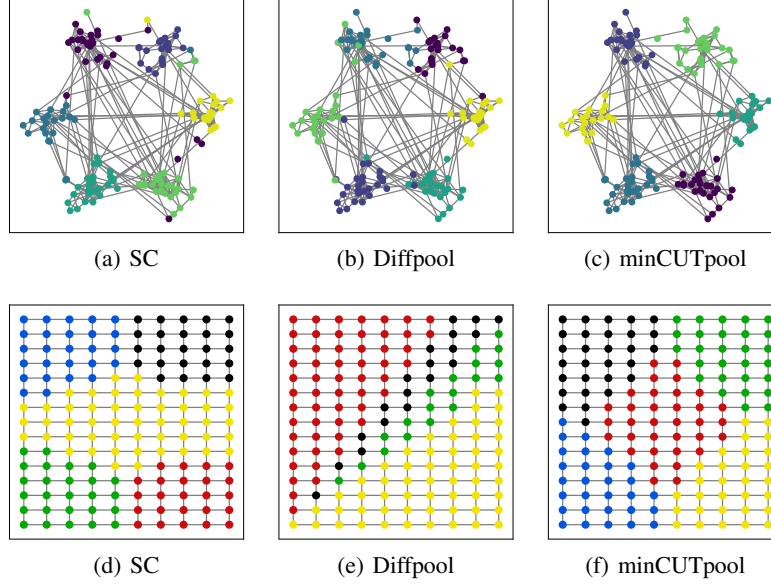 (a) SC
(b) Diffpool
(c) minCUTpool
(d) SC
(e) Diffpool
(f) minCUTpool